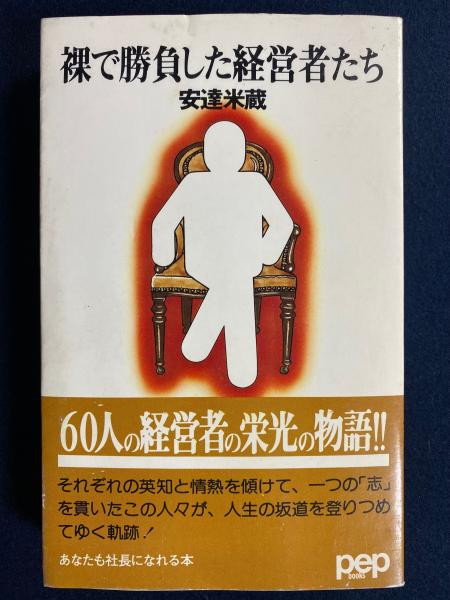 裸で勝負した経営者たち
安達米蔵
60人の経営者の栄光の物語!!
それぞれの英知と情熱を傾けて、一つの「志」
を貫いたこの人々が、人生の坂道を登りつめ
てゆく軌跡！
あなたも社長になれる本
pep
BOOKS